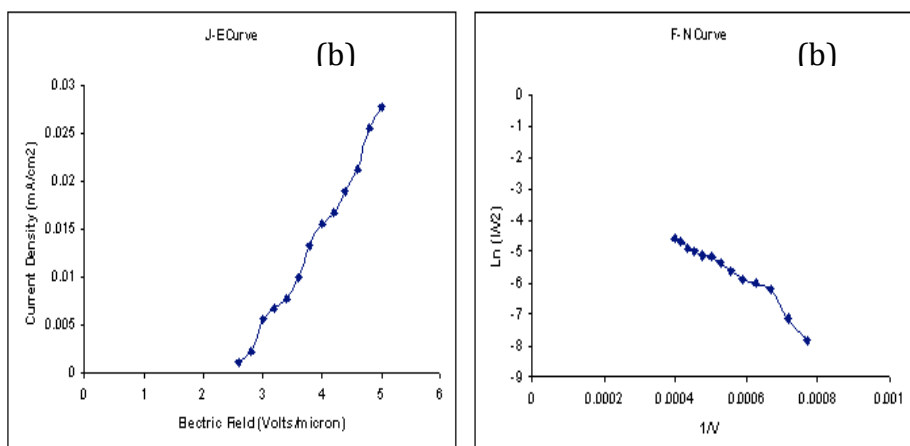 J-E Curve
(b)
0.03
0.025
0.02
0.015
0.01
0.005
0
0 1 2 3 4 5 6
Current Density (mA/cm2)
Electric Field (Volts/micron)
F-N Curve
(b)
0
-1
-2
-3
-4
-5
-6
-7
-8
-9
0 0.0002 0.0004 0.0006 0.0008 0.001
Ln (I/V2)
1/V